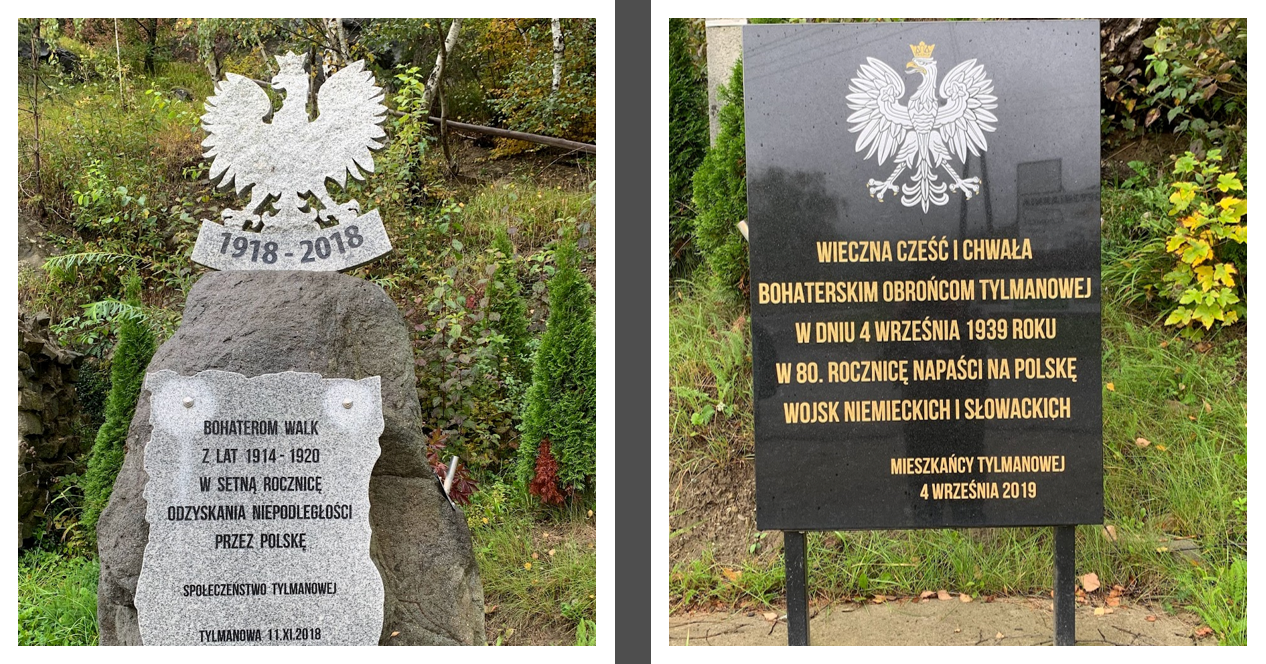 1918 - 2018
BOHATEROM WALK
Z LAT 1914 - 1920
W SETNĄ ROCZNICĘ
ODZYSKANIA NIEPODLEGŁOŚCI
PRZEZ POLSKĘ
SPOŁECZEŃSTWO TYLMANOWEJ
TYLMANOWA 11.XI.2018
WIECZNA CZEŚĆ I CHWAŁA
BOHATERSKIM OBROŃCOM TYLMANOWEJ
W DNIU 4 WRZEŚNIA 1939 ROKU
W 80. ROCZNICĘ NAPAŚCI NA POLSKĘ
WOJSK NIEMIECKICH I SŁOWACKICH
MIESZKAŃCY TYLMANOWEJ
4 WRZEŚNIA 2019